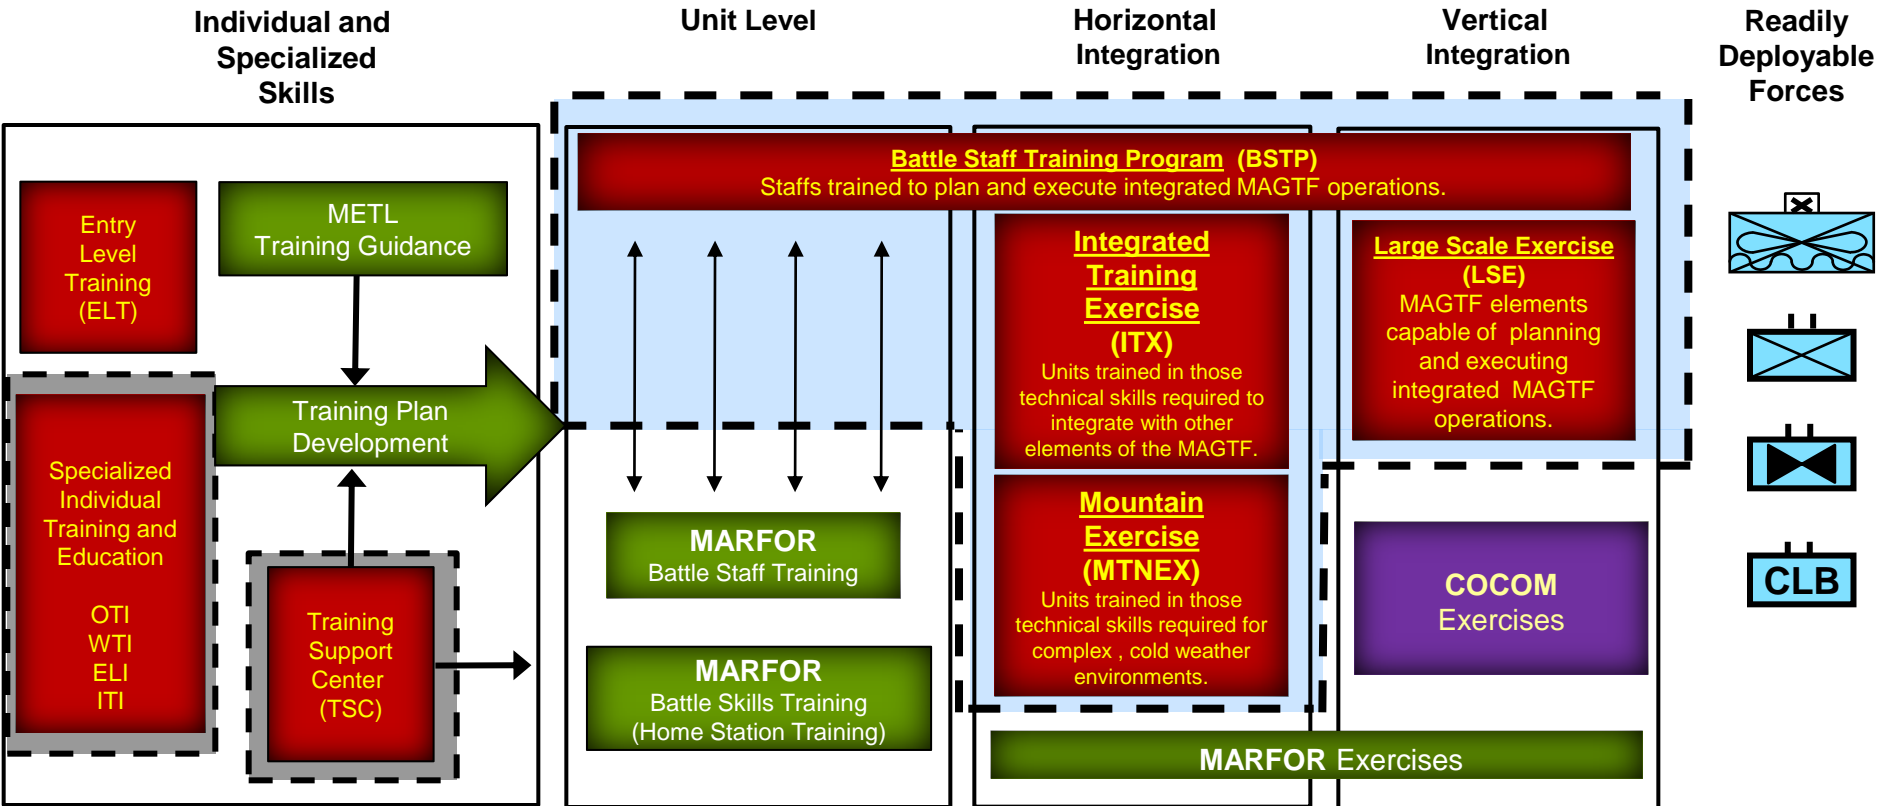 Individual and
Specialized
Skills
Unit Level
Horizontal
Integration
Vertical
Integration
Readily
Deployable
Forces
Entry
Level
Training
(ELT)
METL
Training Guidance
Training Plan
Development
Specialized
Individual
Training and
Education
OTI
WTI
ELI
ITI
Training
Support
Center
(TSC)
Battle Staff Training Program (BSTP)
Staffs trained to plan and execute integrated MAGTF operations.
MARFOR
Battle Staff Training
MARFOR
Battle Skills Training
(Home Station Training)
Integrated
Training
Exercise
(ITX)
Units trained in those
technical skills required to
integrate with other
elements of the MAGTF.
Mountain
Exercise
(MTNEX)
Units trained in those
technical skills required for
complex , cold weather
environments.
Large Scale Exercise
(LSE)
MAGTF elements
capable of planning
and executing
integrated MAGTF
operations.
COCOM
Exercises
MARFOR Exercises
CLB